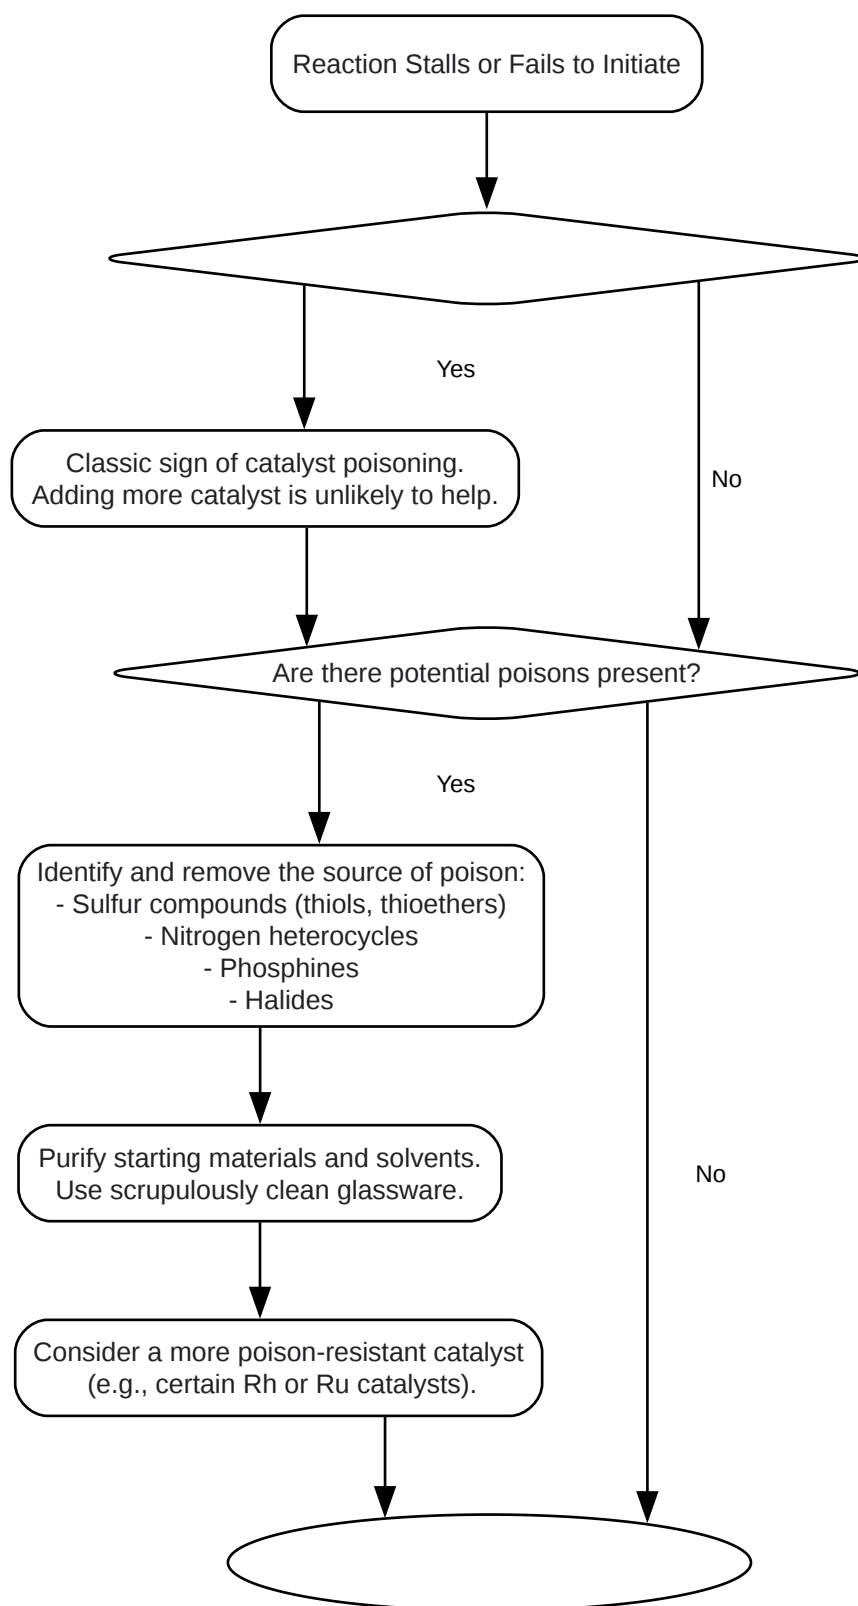 Reaction Stalls or Fails to Initiate
Yes
Classic sign of catalyst poisoning.
Adding more catalyst is unlikely to help.
No
Are there potential poisons present?
Yes
Identify and remove the source of poison:
- Sulfur compounds (thiols, thioethers)
- Nitrogen heterocycles
- Phosphines
- Halides
Purify starting materials and solvents.
Use scrupulously clean glassware.
No
Consider a more poison-resistant catalyst
(e.g., certain Rh or Ru catalysts).